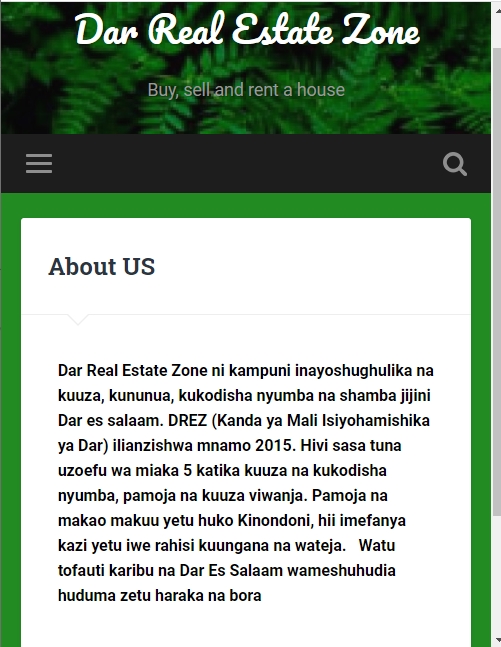 Dar Real Estate Zone
Buy, sell and rent a house
About US
Dar Real Estate Zone ni kampuni inayoshughulika na
kuuza, kununua, kukodisha nyumba na shamba jijini
Dar es salaam. DREZ (Kanda ya Mali Isiyohamishika
ya Dar) ilianzishwa mnamo 2015. Hivi sasa tuna
uzoefu wa miaka 5 katika kuuza na kukodisha
nyumba, pamoja na kuuza viwanja. Pamoja na
makao makuu yetu huko Kinondoni, hii imefanya
kazi yetu iwe rahisi kuungana na wateja.   Watu
tofauti karibu na Dar Es Salaam wameshuhudia
huduma zetu haraka na bora